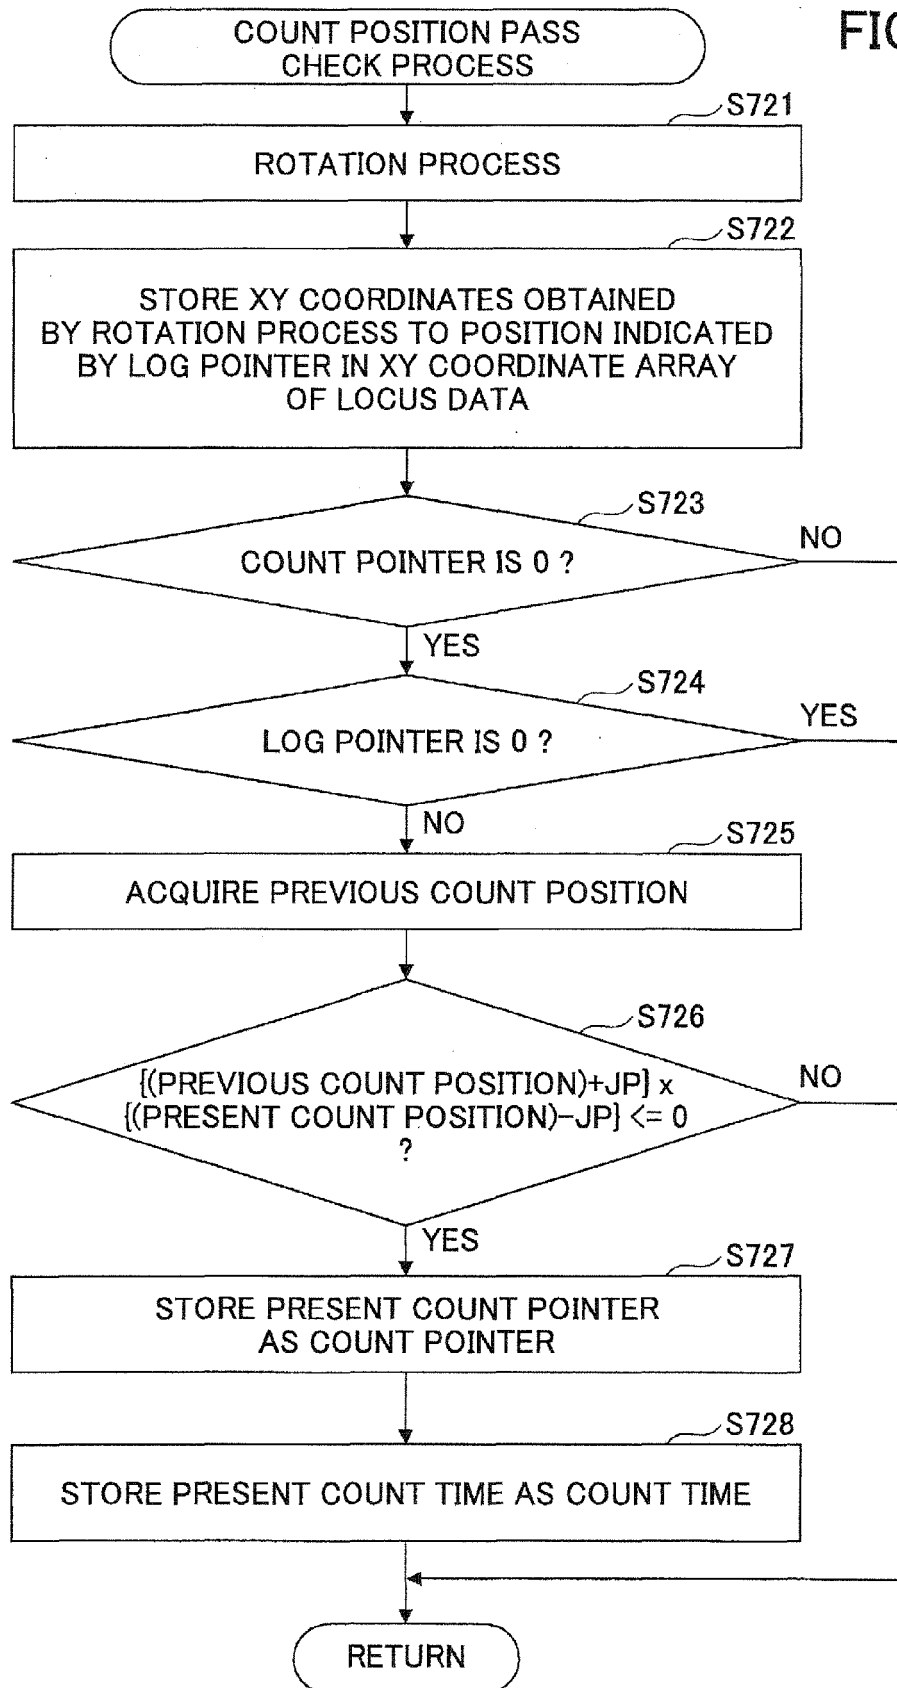 FIG
COUNT POSITION PASS
CHECK PROCESS
S721
ROTATION PROCESS
S722
STORE XY COORDINATES OBTAINED
BY ROTATION PROCESS TO POSITION INDICATED
BY LOG POINTER IN XY COORDINATE ARRAY
OF LOCUS DATA
S723
COUNT POINTER IS 0 ?
NO
YES
S724
LOG POINTER IS 0 ?
YES
NO
S725
ACQUIRE PREVIOUS COUNT POSITION
S726
{(PREVIOUS COUNT POSITION)+JP} x
{(PRESENT COUNT POSITION)-JP} <= 0
?
NO
YES
S727
STORE PRESENT COUNT POINTER
AS COUNT POINTER
S728
STORE PRESENT COUNT TIME AS COUNT TIME
RETURN